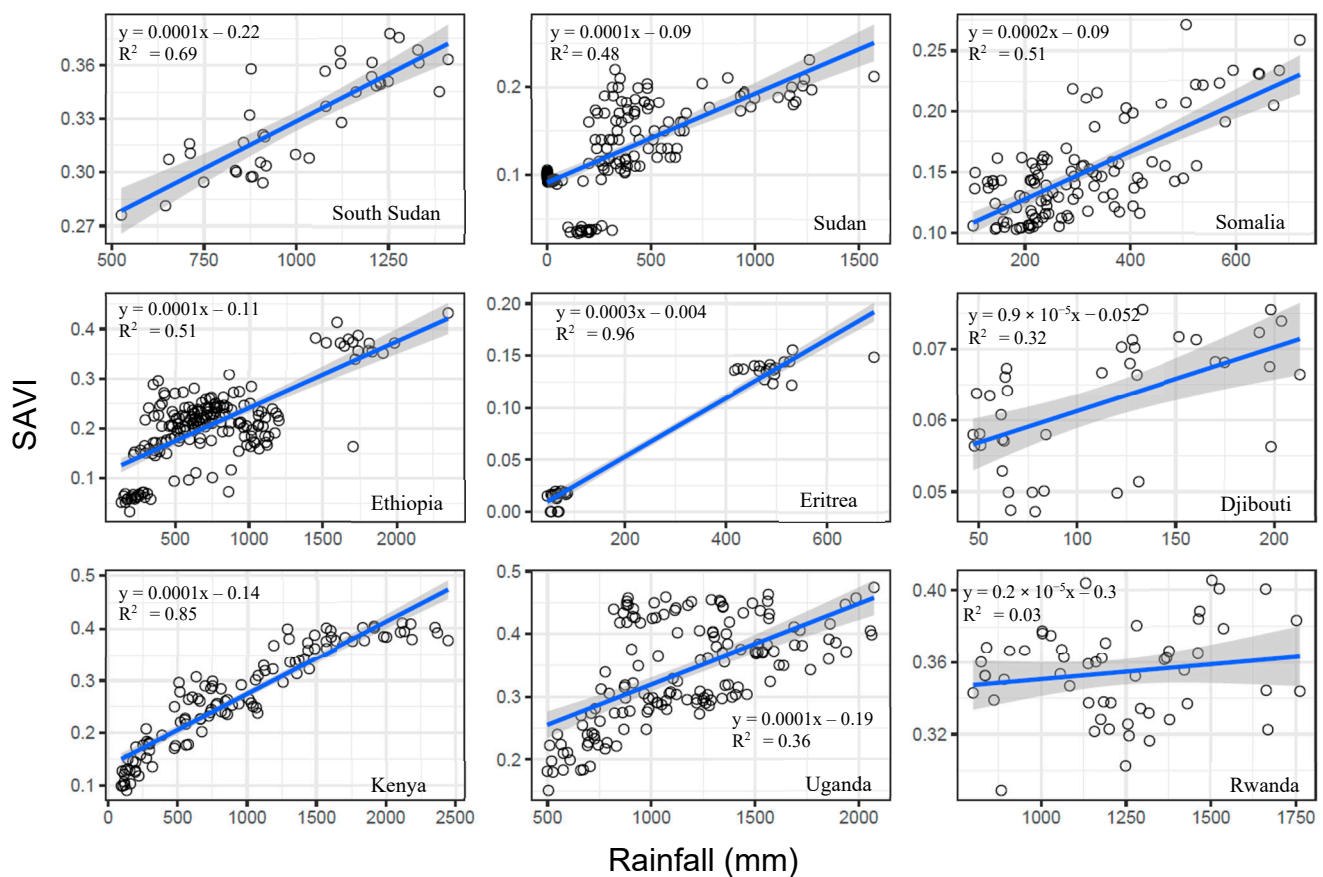 y = 0.0001x – 0.22
R² = 0.69
0.36
0.33
0.30
0.27
South Sudan
500
750
1000
1250
y = 0.0001x – 0.09
R² = 0.48
0.2
0.1
Sudan
0
500
1000
1500
y = 0.0002x – 0.09
R² = 0.51
0.25
0.20
0.15
0.10
Somalia
200
400
600
y = 0.0001x – 0.11
R² = 0.51
0.4
0.3
0.2
0.1
Ethiopia
500
1000
1500
2000
y = 0.0003x – 0.004
R² = 0.96
0.20
0.15
0.10
0.05
0.00
Eritrea
200
400
600
y = 0.9 × 10⁻⁵x – 0.052
R² = 0.32
0.07
0.06
0.05
Djibouti
50
100
150
200
SAVI
y = 0.0001x – 0.14
R² = 0.85
0.5
0.4
0.3
0.2
0.1
Kenya
0
500
1000
1500
2000
2500
0.5
0.4
0.3
0.2
y = 0.0001x – 0.19
R² = 0.36
Uganda
500
1000
1500
2000
y = 0.2 × 10⁻⁵x – 0.3
R² = 0.03
0.40
0.36
0.32
Rwanda
1000
1250
1500
1750
Rainfall (mm)